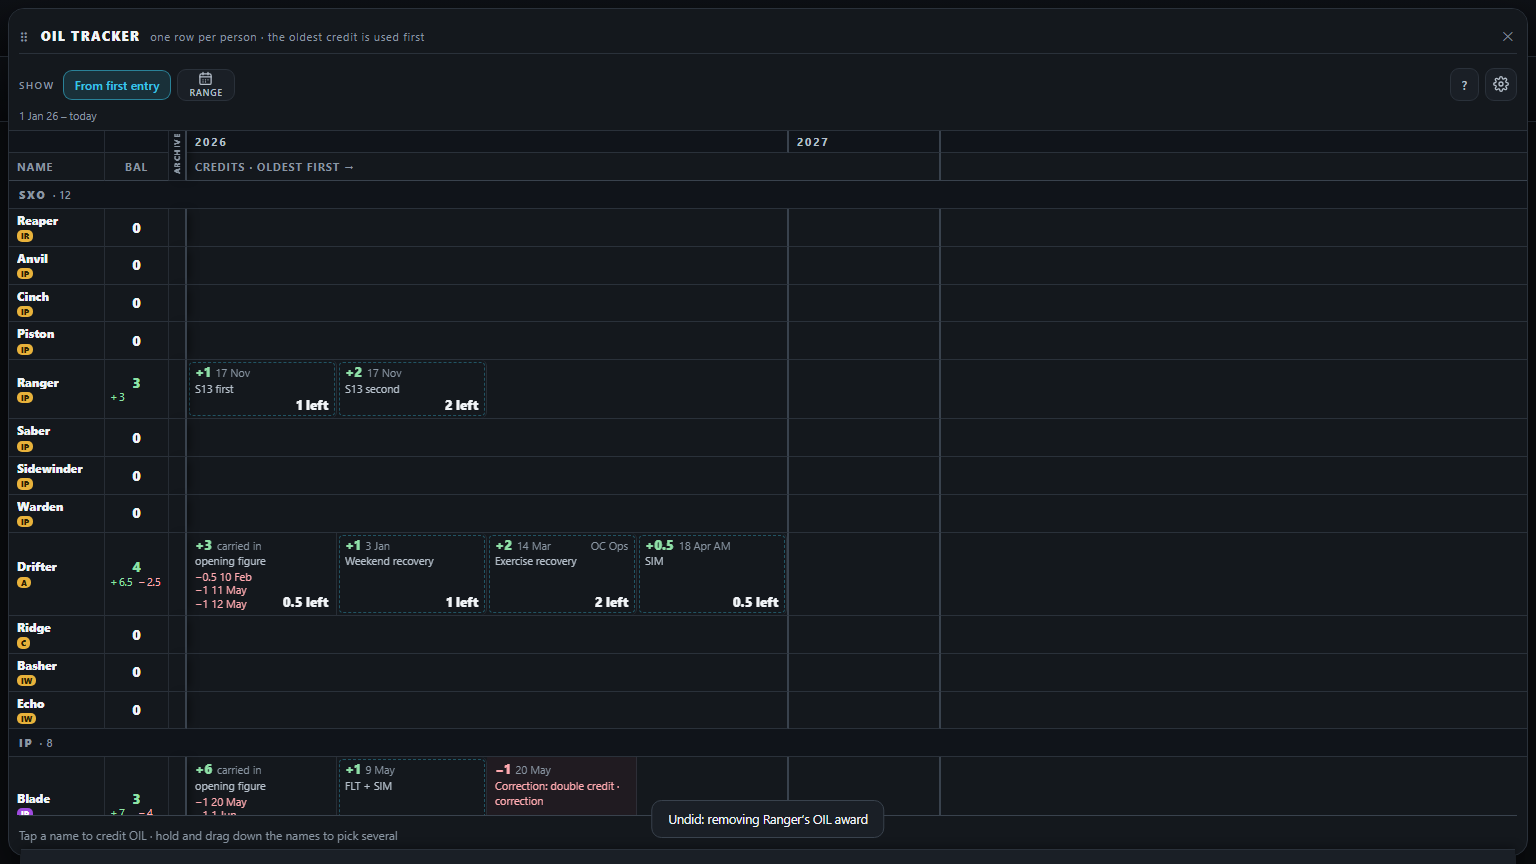 OIL TRACKER one row per person · the oldest credit is used first
SHOW From first entry RANGE ?
1 Jan 26 – today
ARCHIVE 2026 2027
NAME BAL CREDITS · OLDEST FIRST →
SXO · 12
Reaper 0
IR
Anvil 0
IP
Cinch 0
IP
Piston 0
IP
Ranger 3
IP +3
+1 17 Nov
S13 first
1 left
+2 17 Nov
S13 second
2 left
Saber 0
IP
Sidewinder 0
IP
Warden 0
IP
Drifter 4
A +6.5 −2.5
+3 carried in
opening figure
−0.5 10 Feb
−1 11 May
−1 12 May 0.5 left
+1 3 Jan
Weekend recovery
1 left
+2 14 Mar OC Ops
Exercise recovery
2 left
+0.5 18 Apr AM
SIM
0.5 left
Ridge 0
C
Basher 0
IW
Echo 0
IW
IP · 8
Blade 3
+7 −4
+6 carried in
opening figure
−1 20 May
+1 9 May
FLT + SIM
−1 20 May
Correction: double credit ·
correction
Undid: removing Ranger's OIL award
Tap a name to credit OIL · hold and drag down the names to pick several